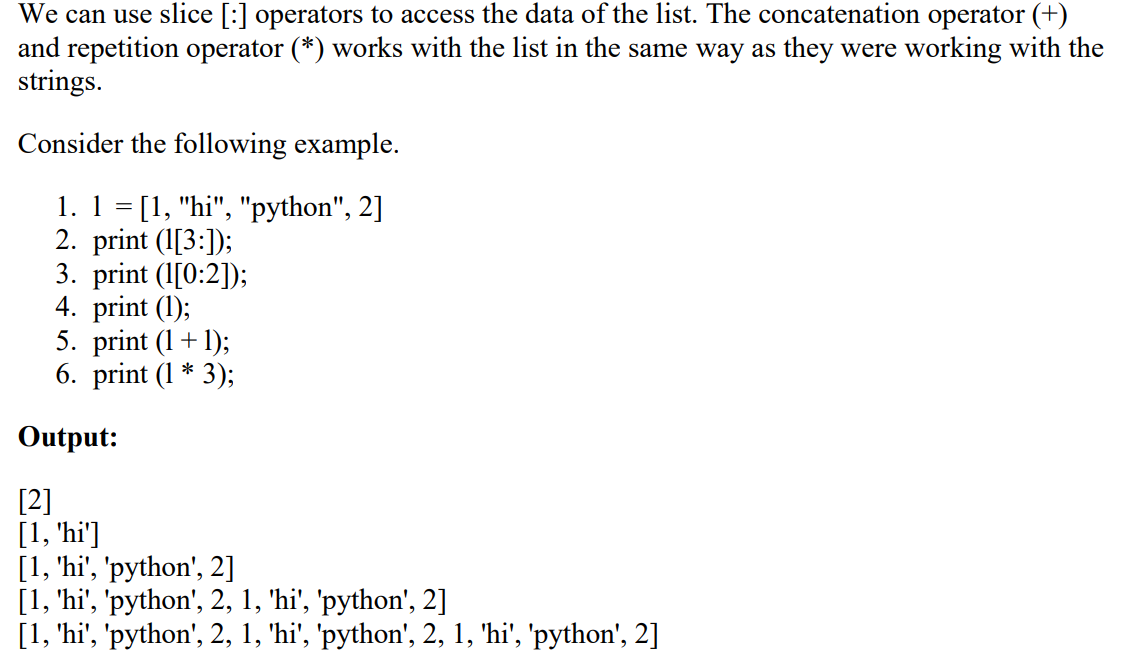 We can use slice [:] operators to access the data of the list. The concatenation operator (+)
and repetition operator (*) works with the list in the same way as they were working with the
strings.
Consider the following example.
1. l = [1, "hi", "python", 2]
2. print (l[3:]);
3. print (l[0:2]);
4. print (l);
5. print (l + l);
6. print (l * 3);
Output:
[2]
[1, 'hi']
[1, 'hi', 'python', 2]
[1, 'hi', 'python', 2, 1, 'hi', 'python', 2]
[1, 'hi', 'python', 2, 1, 'hi', 'python', 2, 1, 'hi', 'python', 2]